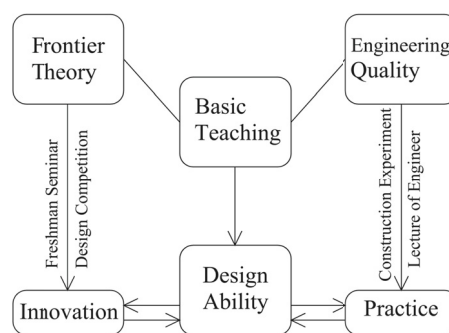 Frontier
Theory
Engineering
Quality
Basic
Teaching
Freshman Seminar
Design Competition
Construction Experiment
Lecture of Engineer
Design
Ability
Innovation
Practice